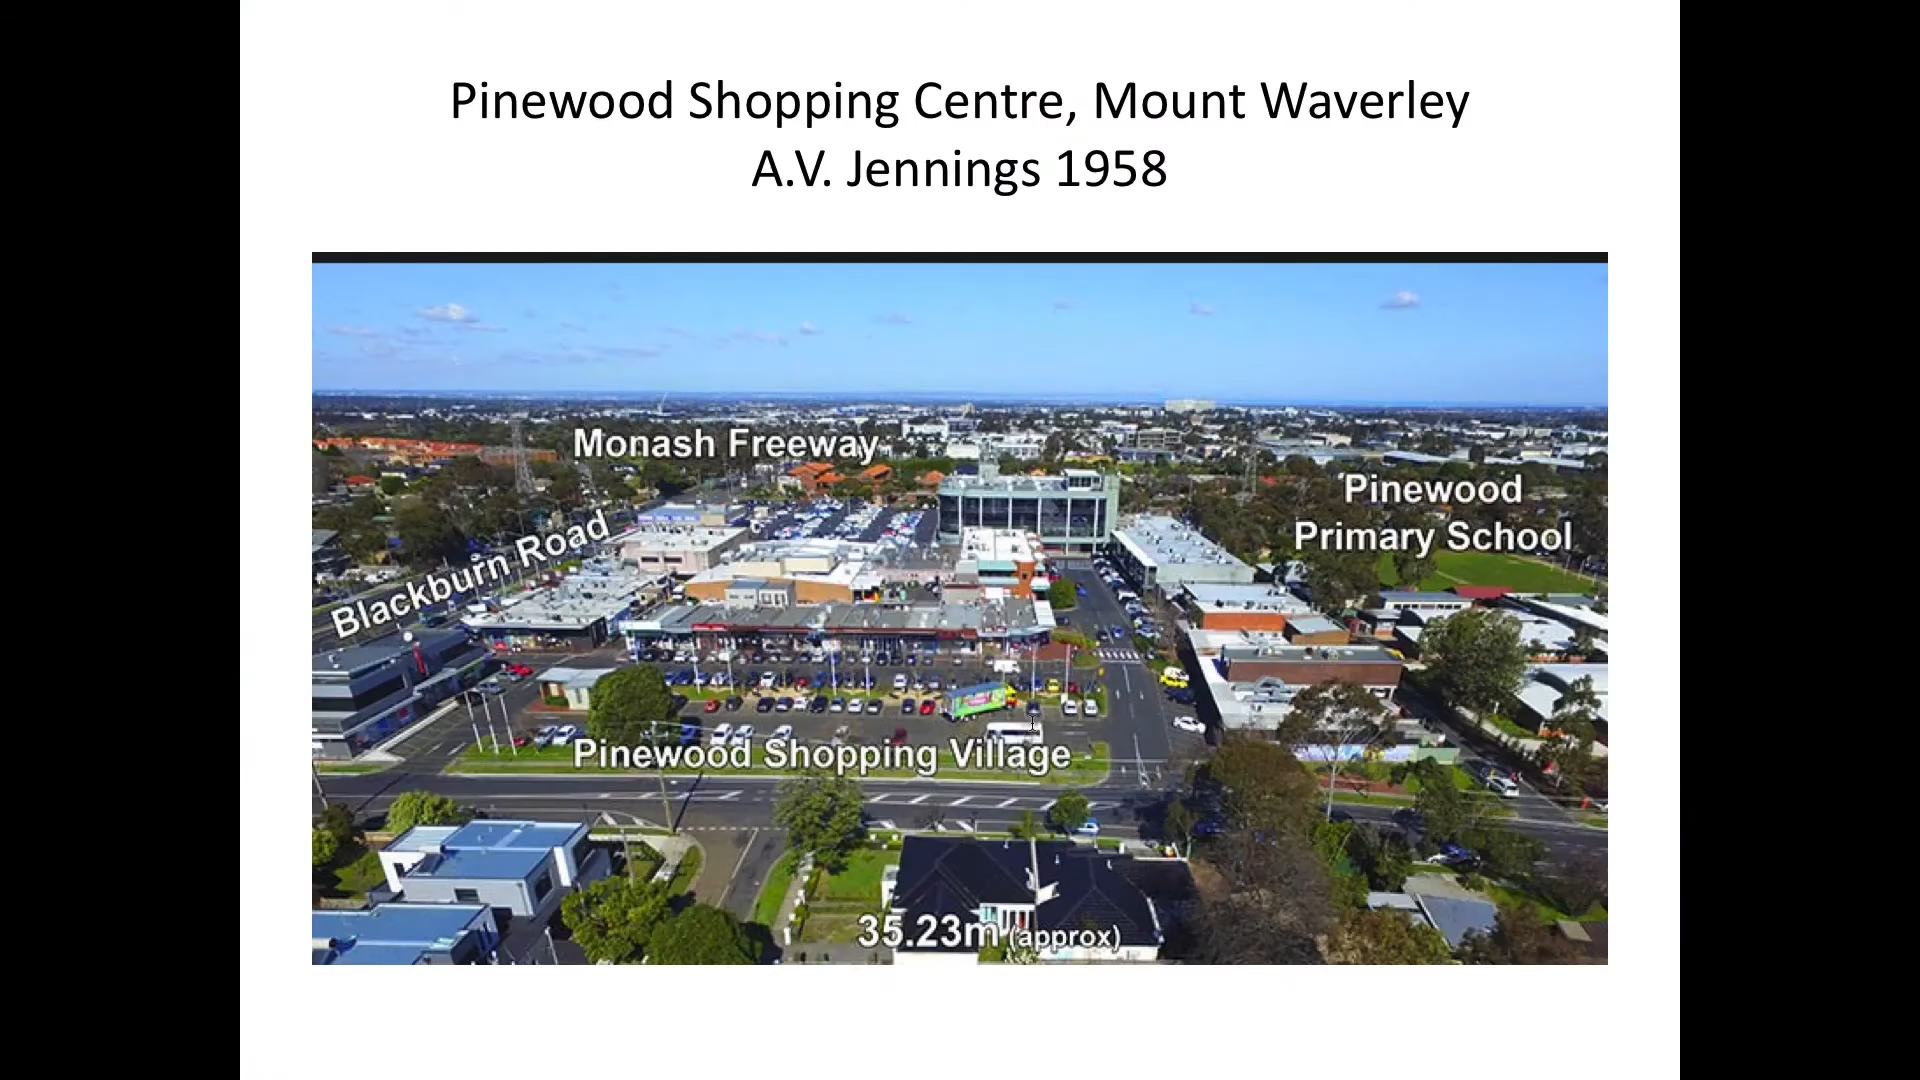 Pinewood Shopping Centre, Mount Waverley
A.V. Jennings 1958
Monash Freeway
Pinewood
Primary School
Blackburn Road
Pinewood Shopping Village
35.23m (approx)